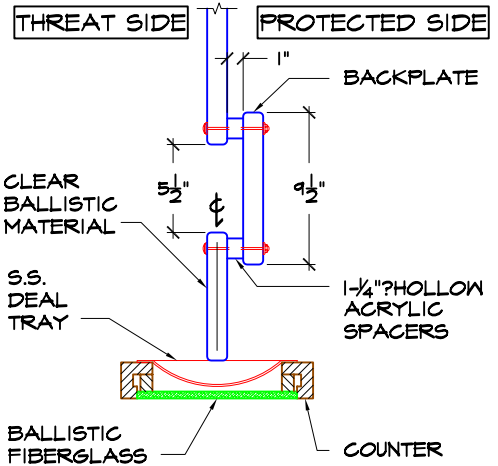 THREAT SIDE
PROTECTED SIDE
1"
BACKPLATE
5½"
9½"
CLEAR
BALLISTIC
MATERIAL
℄
S.S.
DEAL
TRAY
1-¼"?HOLLOW
ACRYLIC
SPACERS
BALLISTIC
FIBERGLASS
COUNTER